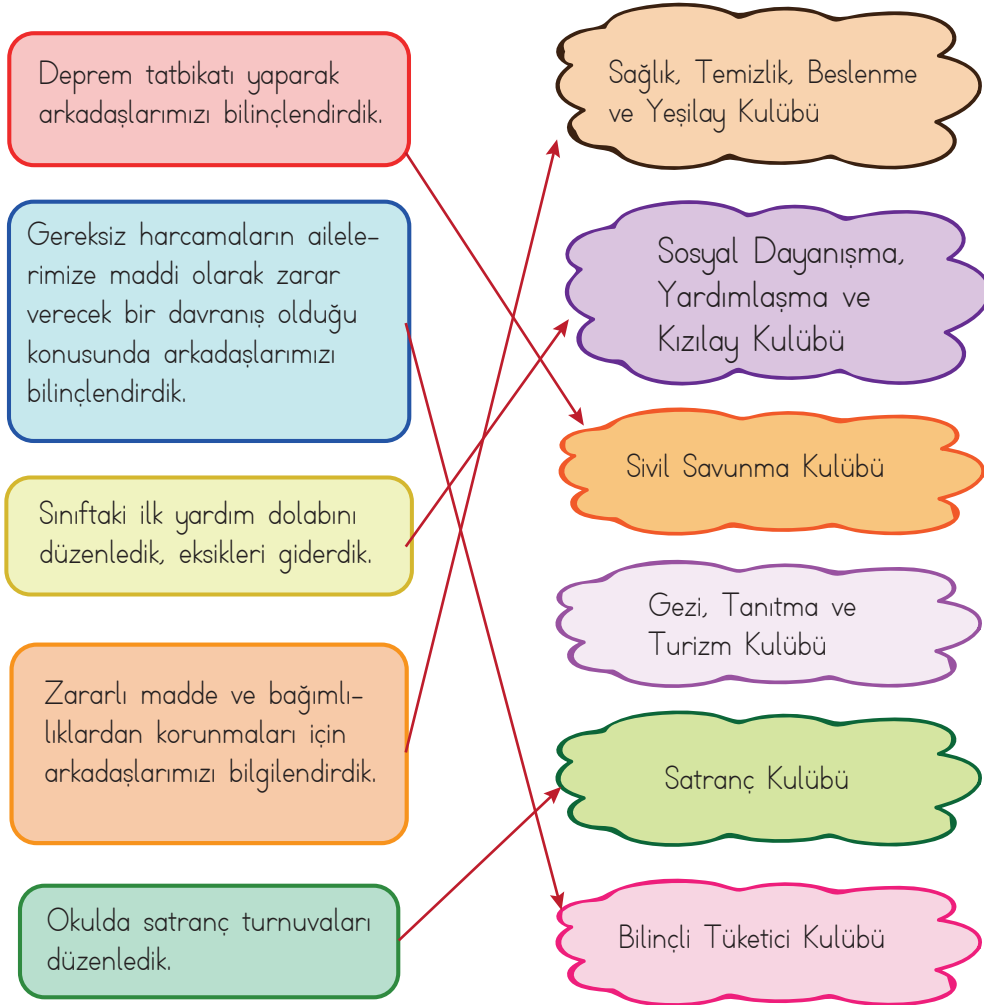 Deprem tatbikatı yaparak
arkadaşlarımızı bilinçlendirdik.
Gereksiz harcamaların ailele-
rimize maddi olarak zarar
verecek bir davranış olduğu
konusunda arkadaşlarımızı
bilinçlendirdik.
Sınıftaki ilk yardım dolabını
düzenledik, eksikleri giderdik.
Zararlı madde ve bağımlı-
lıklardan korunmaları için
arkadaşlarımızı bilgilendirdik.
Okulda satranç turnuvaları
düzenledik.
Sağlık, Temizlik, Beslenme
ve Yeşilay Kulübü
Sosyal Dayanışma,
Yardımlaşma ve
Kızılay Kulübü
Sivil Savunma Kulübü
Gezi, Tanıtma ve
Turizm Kulübü
Satranç Kulübü
Bilinçli Tüketici Kulübü